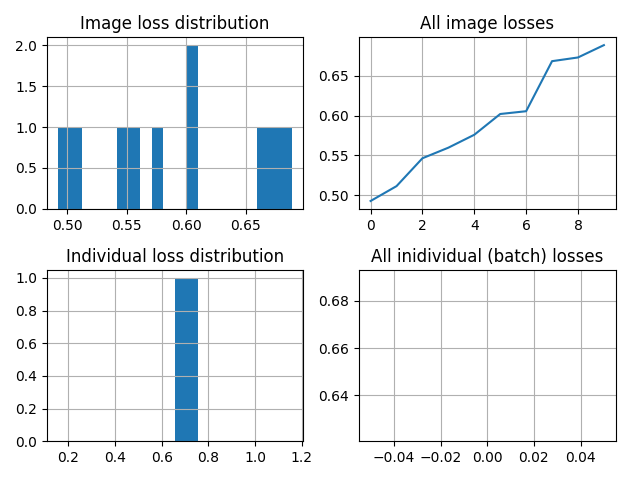 Image loss distribution
2.0
1.5
1.0
0.5
0.0
0.50 0.55 0.60 0.65
All image losses
0.65
0.60
0.55
0.50
0 2 4 6 8
Individual loss distribution
1.0
0.8
0.6
0.4
0.2
0.0
0.2 0.4 0.6 0.8 1.0 1.2
All inidividual (batch) losses
0.68
0.66
0.64
−0.04 −0.02 0.00 0.02 0.04